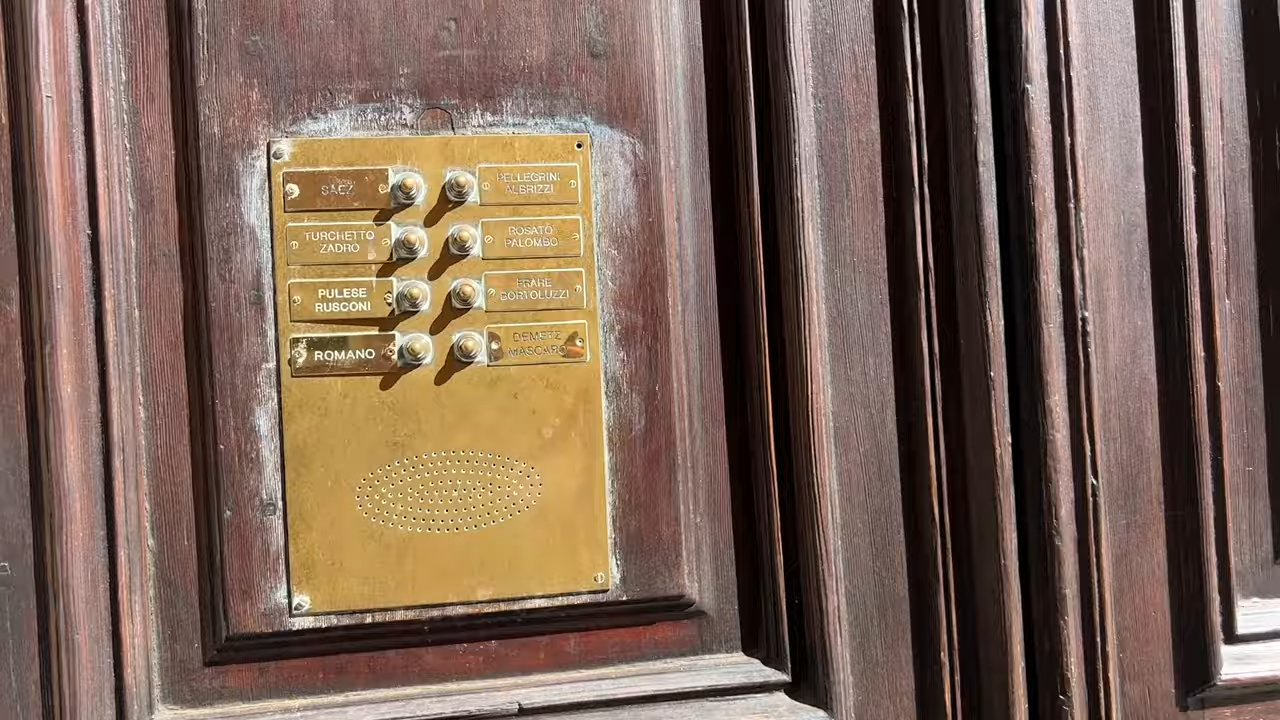 SAEZ
TURCHETTO
ZADRO
PULESE
RUSCONI
ROMANO
PELLEGRINI
ALBRIZZI
ROSATO
PALOMBO
FRARE
BORTOLUZZI
DEMETZ
MASCARO